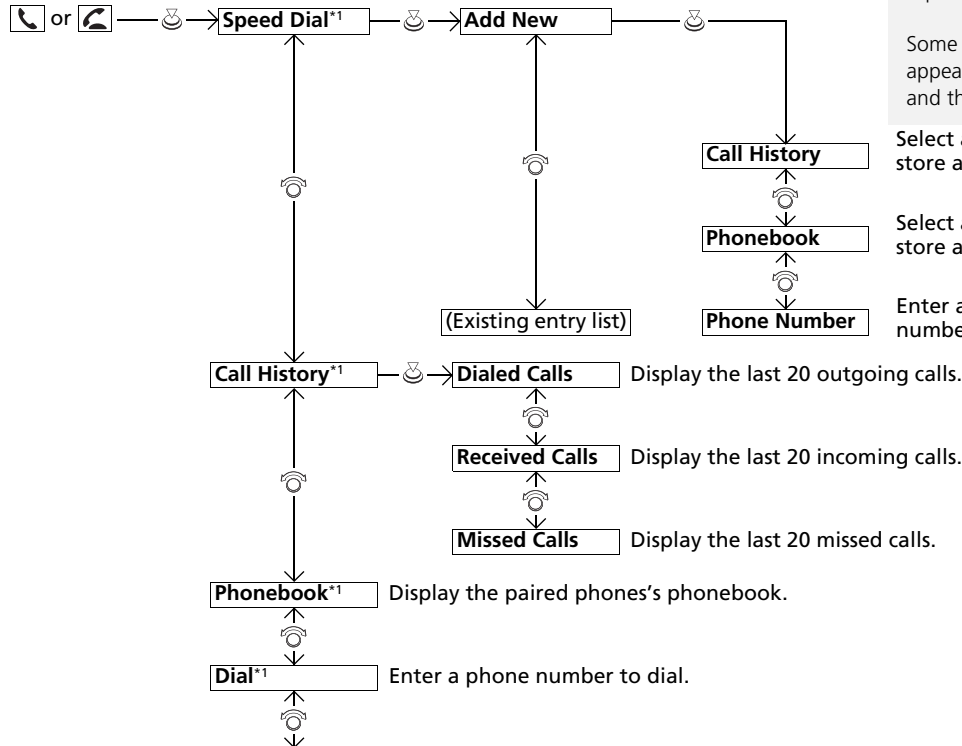 or Speed Dial*1 Add New
Some
and th
Call History
Select
store a
Phonebook
Select
store a
(Existing entry list)
Phone Number
Enter a
numbe
Call History*1 Dialed Calls Display the last 20 outgoing calls.
Received Calls Display the last 20 incoming calls.
Missed Calls Display the last 20 missed calls.
Phonebook*1 Display the paired phones's phonebook.
Dial*1 Enter a phone number to dial.